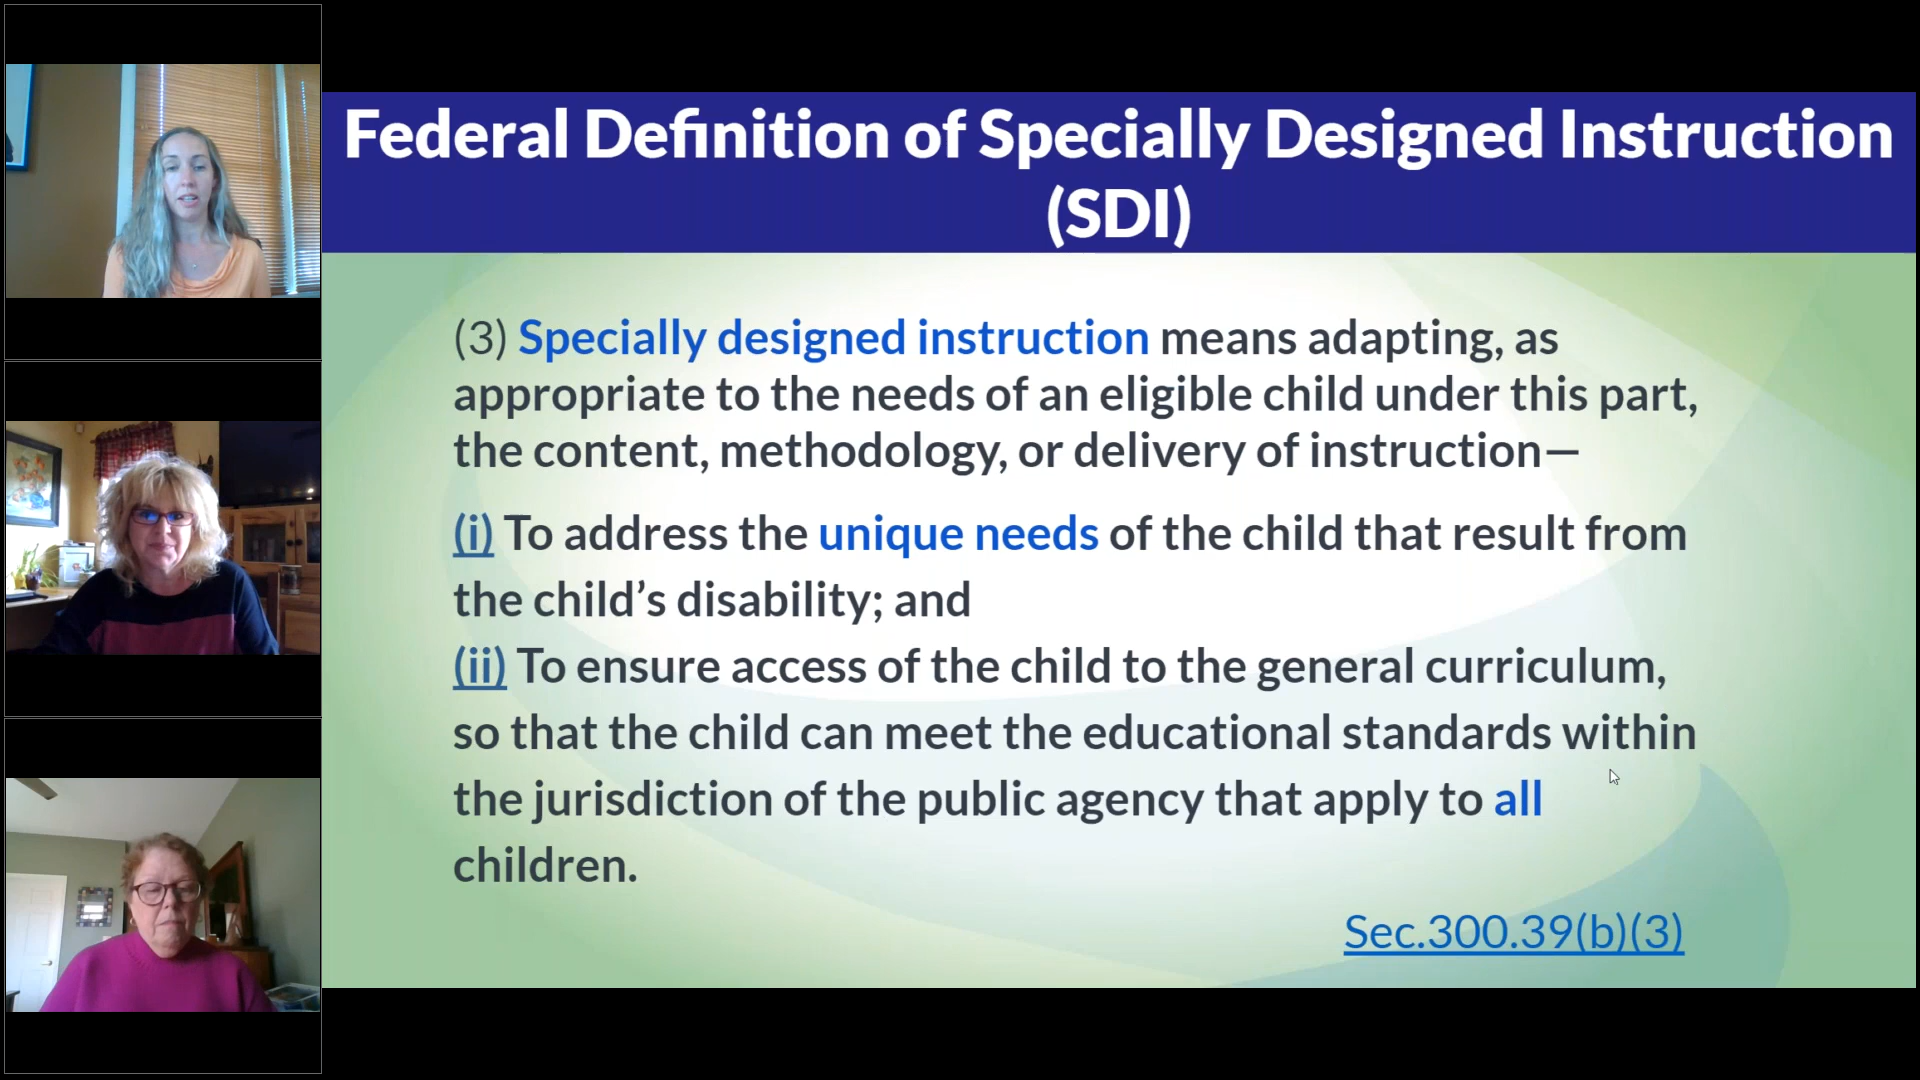 Federal Definition of Specially Designed Instruction
(SDI)
(3) Specially designed instruction means adapting, as
appropriate to the needs of an eligible child under this part,
the content, methodology, or delivery of instruction—
(i) To address the unique needs of the child that result from
the child’s disability; and
(ii) To ensure access of the child to the general curriculum,
so that the child can meet the educational standards within
the jurisdiction of the public agency that apply to all
children.
Sec.300.39(b)(3)